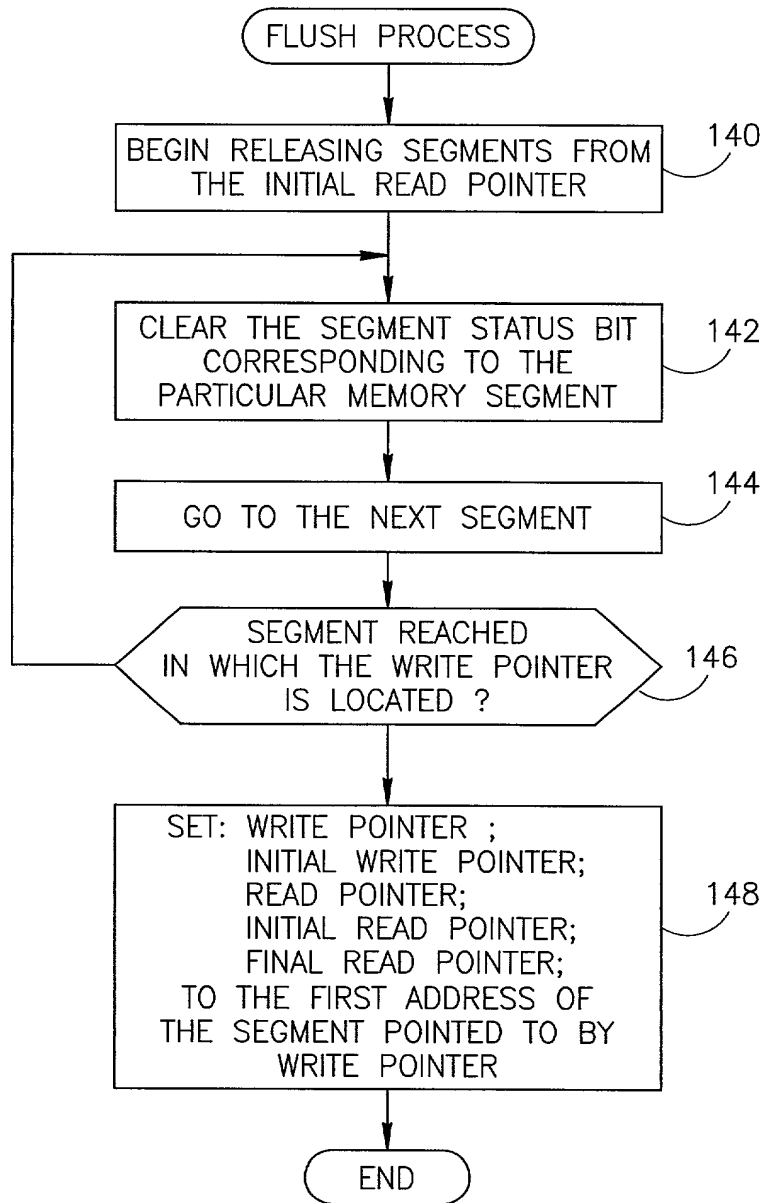 FLUSH PROCESS
BEGIN RELEASING SEGMENTS FROM
THE INITIAL READ POINTER
140
CLEAR THE SEGMENT STATUS BIT
CORRESPONDING TO THE
PARTICULAR MEMORY SEGMENT
142
GO TO THE NEXT SEGMENT
144
SEGMENT REACHED
IN WHICH THE WRITE POINTER
IS LOCATED ?
146
SET: WRITE POINTER ;
INITIAL WRITE POINTER;
READ POINTER;
INITIAL READ POINTER;
FINAL READ POINTER;
TO THE FIRST ADDRESS OF
THE SEGMENT POINTED TO BY
WRITE POINTER
148
END